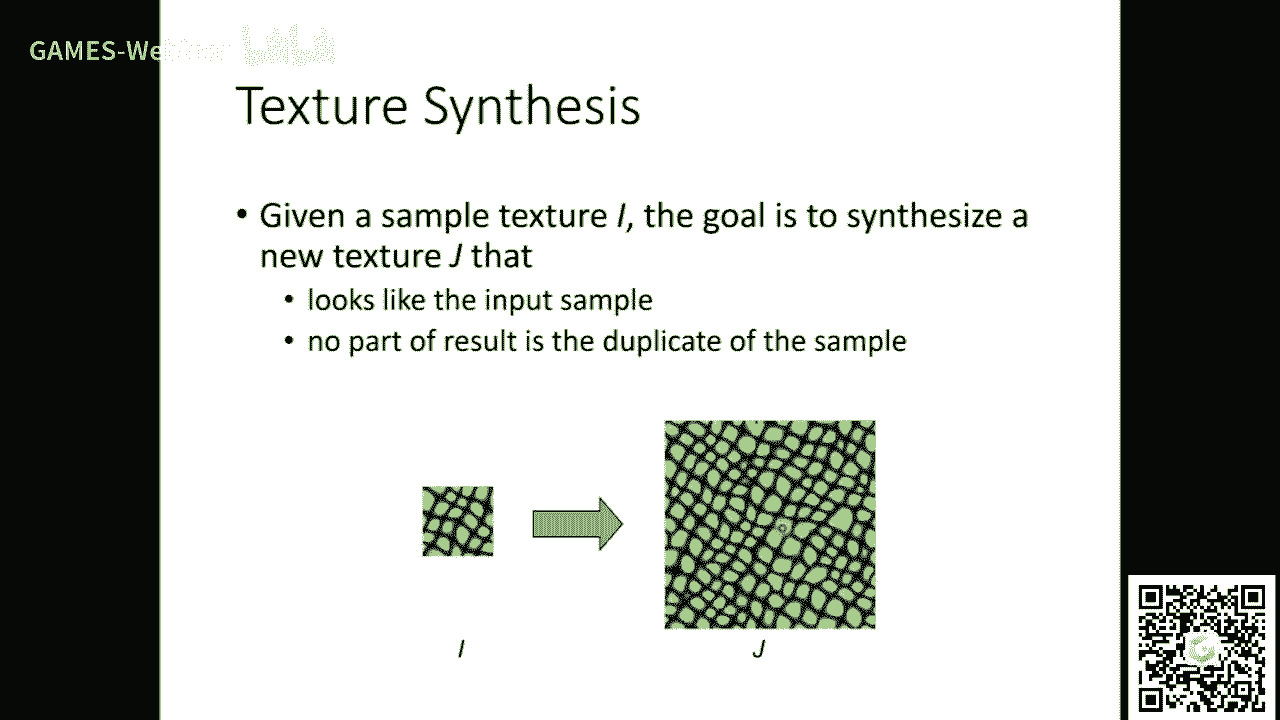 GAMES-We
Texture Synthesis
• Given a sample texture I, the goal is to synthesize a
new texture J that
• looks like the input sample
• no part of result is the duplicate of the sample
I
J